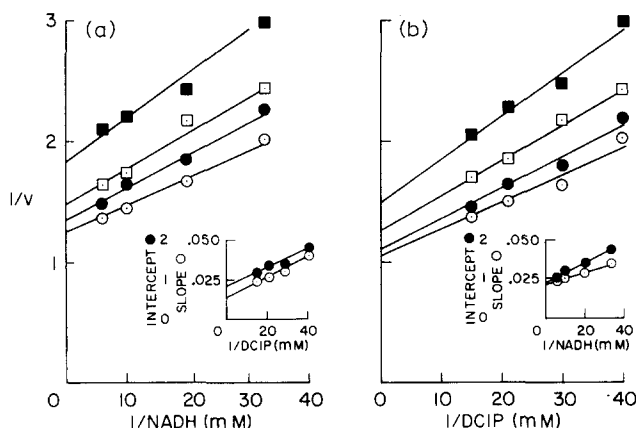 (a)
(b)
3
2
1
1/v
0 10 20 30 40
1/NADH (mM)
0 10 20 30 40
1/DCIP (mM)
INTERCEPT
2
1
0
SLOPE
.050
.025
0 20 40
1/DCIP (mM)
INTERCEPT
2
1
0
SLOPE
.050
.025
0 20 40
1/NADH (mM)